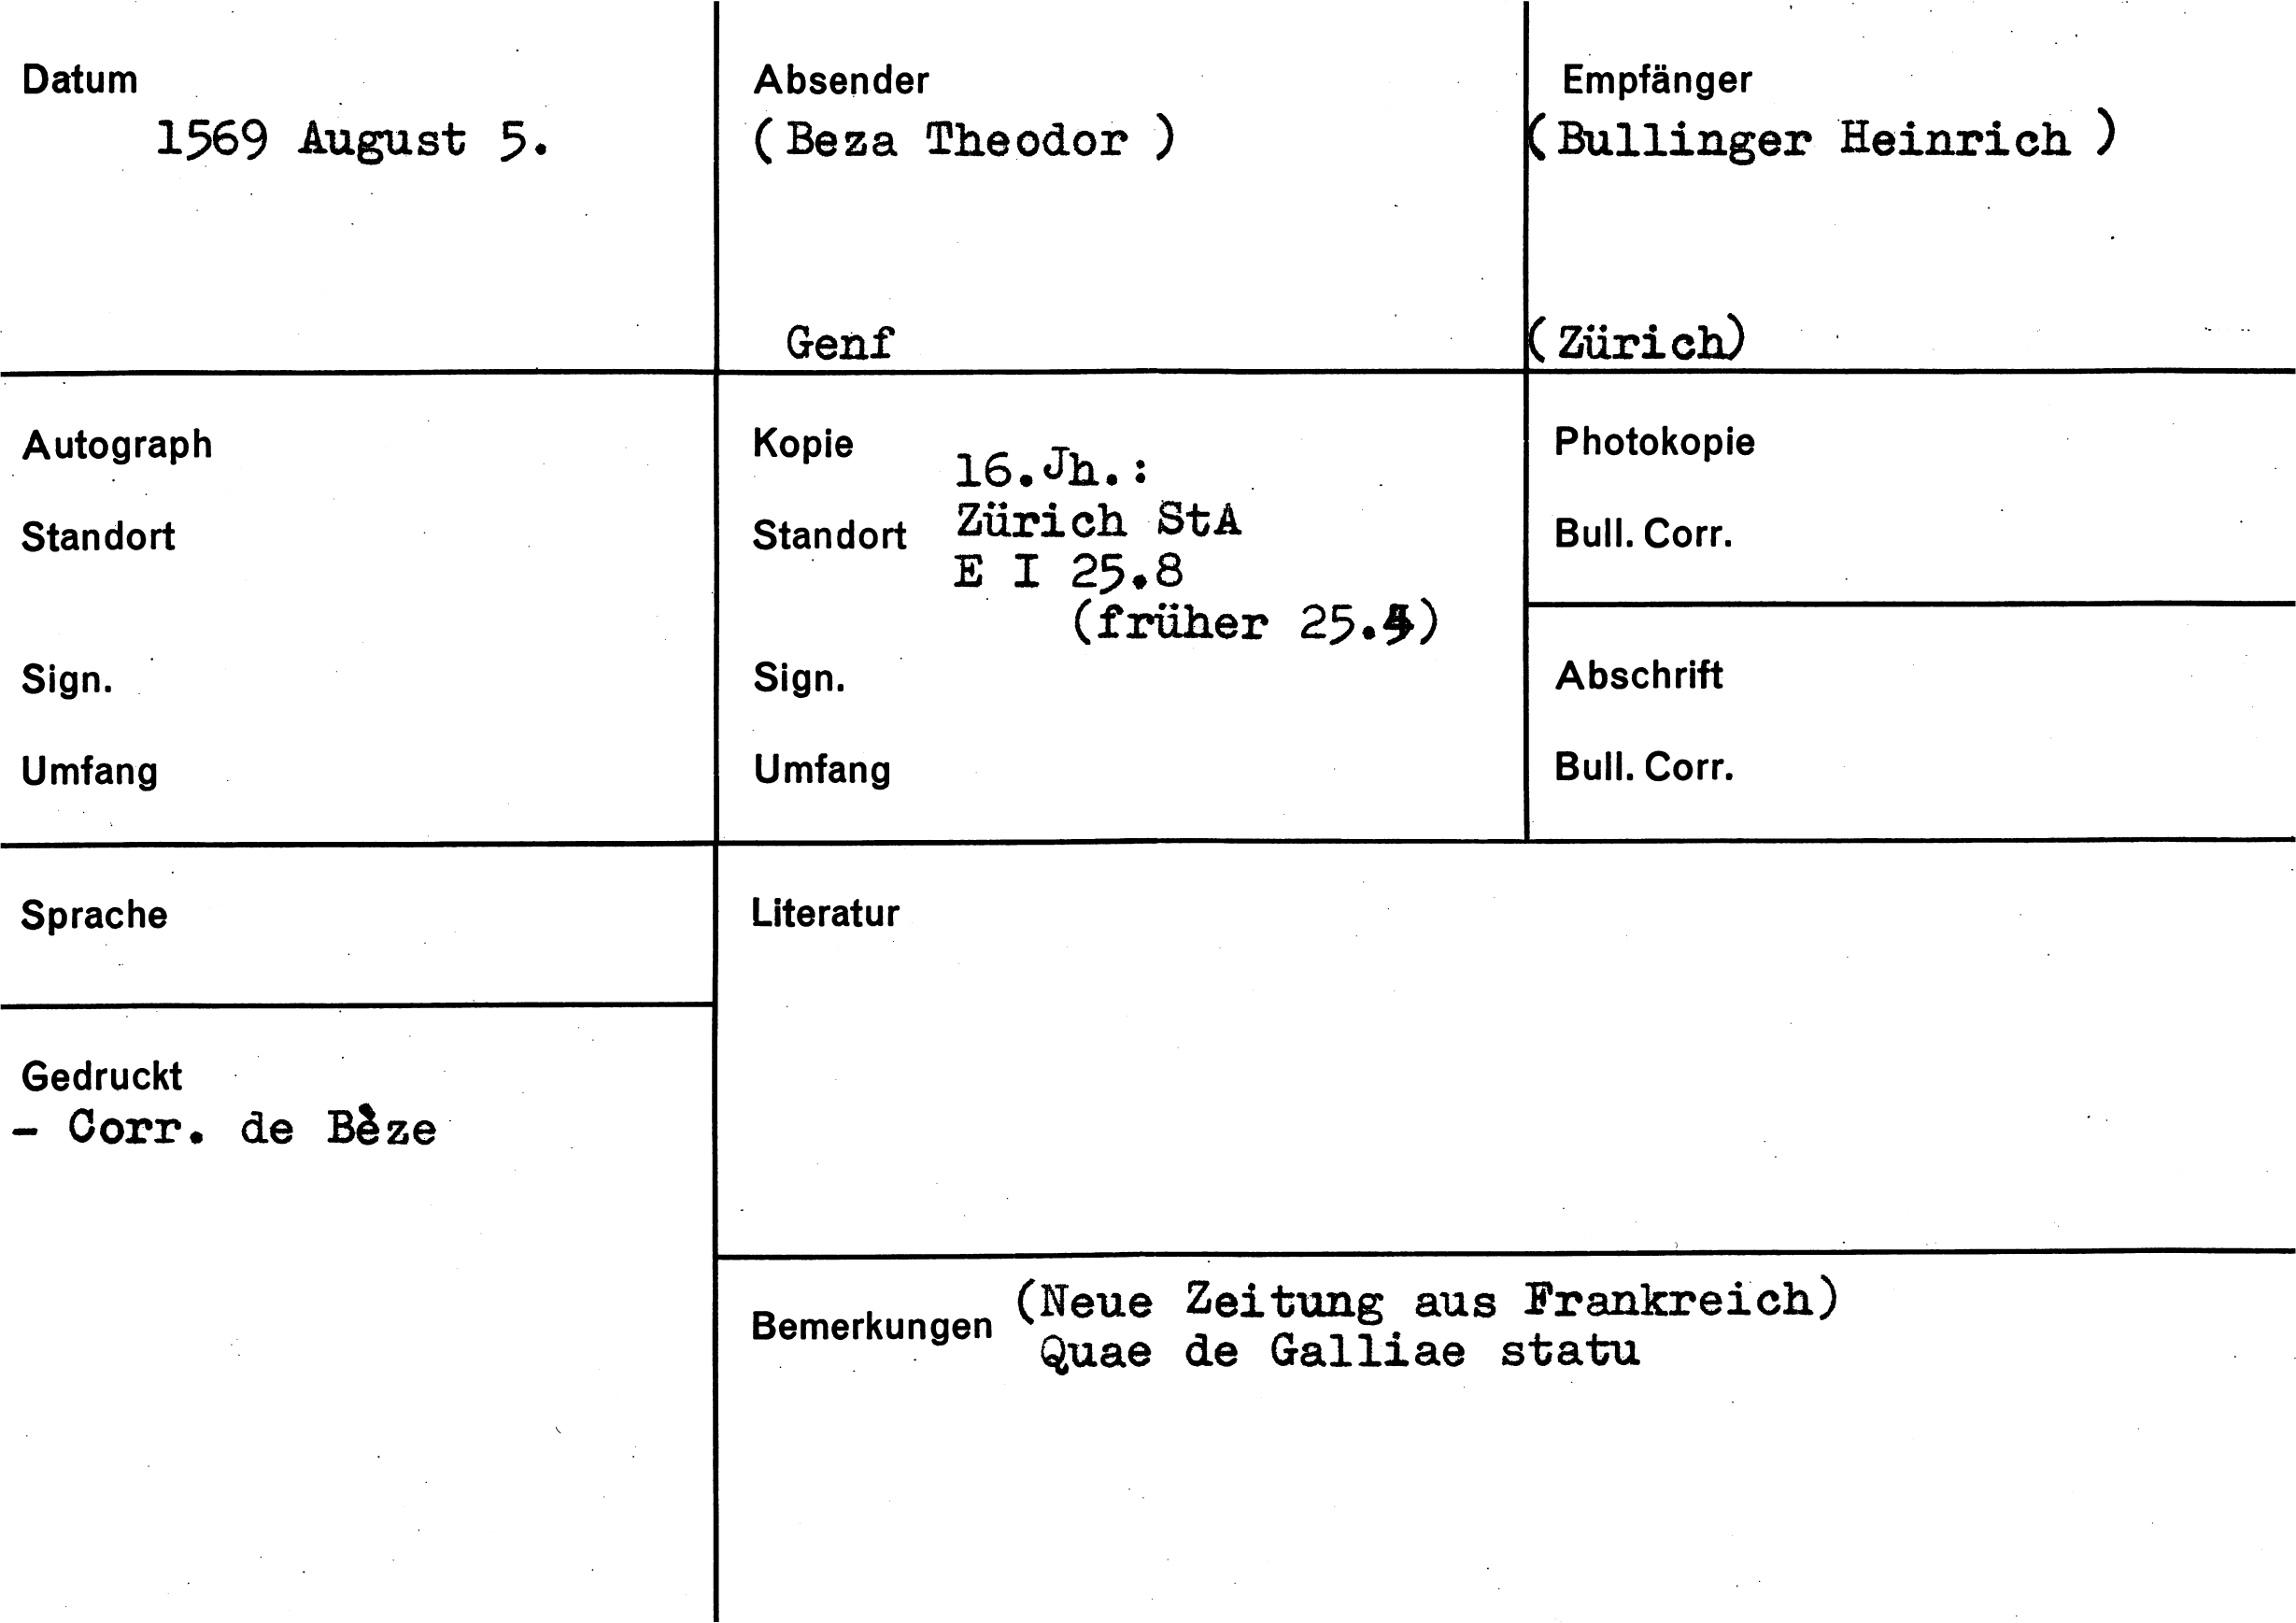 Datum
1569 August 5.
Absender
(Beza Theodor )
Genf
Empfänger
(Bullinger Heinrich )
(Zürich)
Autograph
Standort
Sign.
Umfang
Kopie 16.Jh.:
Standort Zürich StA
E I 25.8
(früher 25.)
Sign.
Umfang
Photokopie
Bull. Corr.
Abschrift
Bull. Corr.
Sprache
Literatur
Gedruckt
- Corr. de Bèze
Bemerkungen (Neue Zeitung aus Frankreich)
Quae de Galliae statu